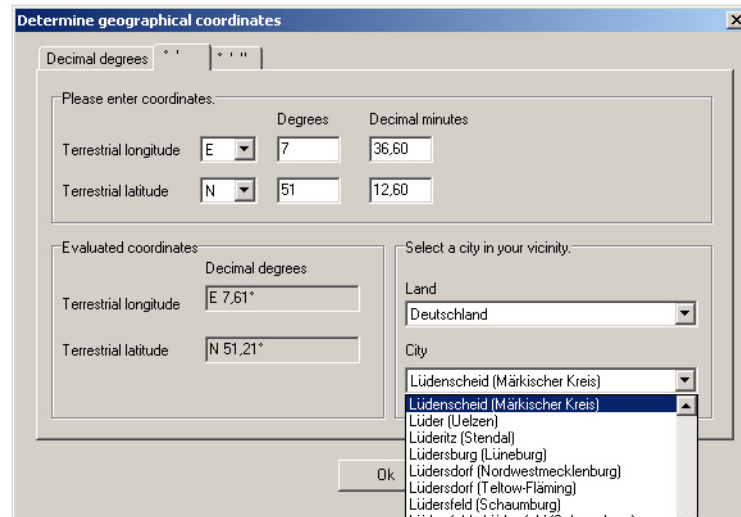 Determine geographical coordinates
Decimal degrees ° ' ° ' ''
Please enter coordinates.
Degrees Decimal minutes
Terrestrial longitude E 7 36,60
Terrestrial latitude N 51 12,60
Evaluated coordinates
Decimal degrees
Terrestrial longitude E 7,61°
Terrestrial latitude N 51,21°
Select a city in your vicinity.
Land
Deutschland
City
Lüdenscheid (Märkischer Kreis)
Lüdenscheid (Märkischer Kreis)
Lüder (Uelzen)
Lüderitz (Stendal)
Lüdersburg (Lüneburg)
Lüdersdorf (Nordwestmecklenburg)
Lüdersdorf (Teltow-Fläming)
Lüdersfeld (Schaumburg)
Ok